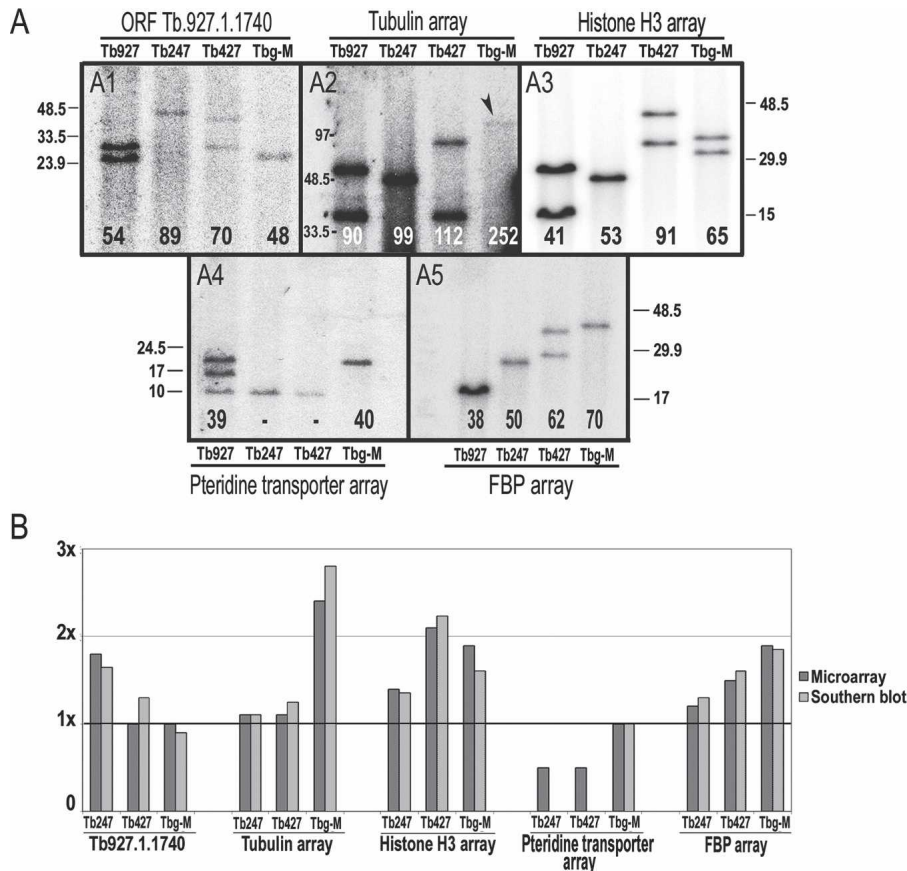 A
ORF Tb.927.1.1740
Tubulin array
Histone H3 array
Tb927 Tb247 Tb427 Tbg-M
Tb927 Tb247 Tb427 Tbg-M
Tb927 Tb247 Tb427 Tbg-M
A1
48.5
33.5
23.9
54 89 70 48
A2
97
48.5
33.5
90 99 112 252
A3
48.5
29.9
15
41 53 91 65
A4
24.5
17
10
39 - - 40
A5
48.5
29.9
17
38 50 62 70
Tb927 Tb247 Tb427 Tbg-M
Tb927 Tb247 Tb427 Tbg-M
Pteridine transporter array
FBP array
B
3x
2x
1x
0
Microarray
Southern blot
Tb247 Tb427 Tbg-M
Tb247 Tb427 Tbg-M
Tb247 Tb427 Tbg-M
Tb247 Tb427 Tbg-M
Tb247 Tb427 Tbg-M
Tb927.1.1740
Tubulin array
Histone H3 array
Pteridine transporter
array
FBP array